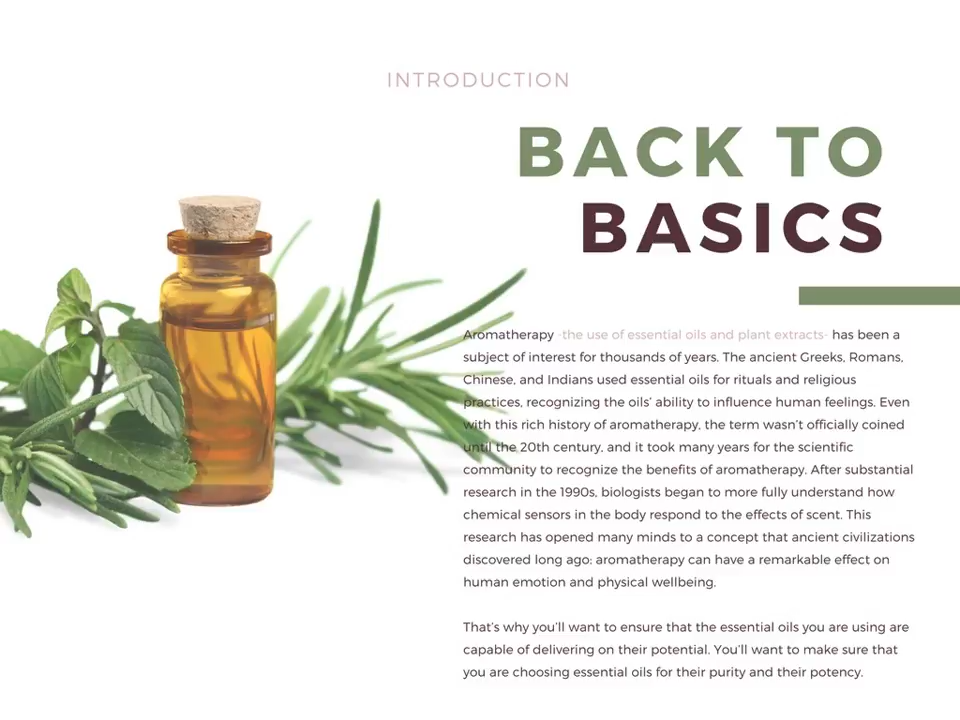 INTRODUCTION
BACK TO
BASICS
Aromatherapy -the use of essential oils and plant extracts- has been a
subject of interest for thousands of years. The ancient Greeks, Romans,
Chinese, and Indians used essential oils for rituals and religious
practices, recognizing the oils' ability to influence human feelings. Even
with this rich history of aromatherapy, the term wasn't officially coined
until the 20th century, and it took many years for the scientific
community to recognize the benefits of aromatherapy. After substantial
research in the 1990s, biologists began to more fully understand how
chemical sensors in the body respond to the effects of scent. This
research has opened many minds to a concept that ancient civilizations
discovered long ago: aromatherapy can have a remarkable effect on
human emotion and physical wellbeing.
That's why you'll want to ensure that the essential oils you are using are
capable of delivering on their potential. You'll want to make sure that
you are choosing essential oils for their purity and their potency.